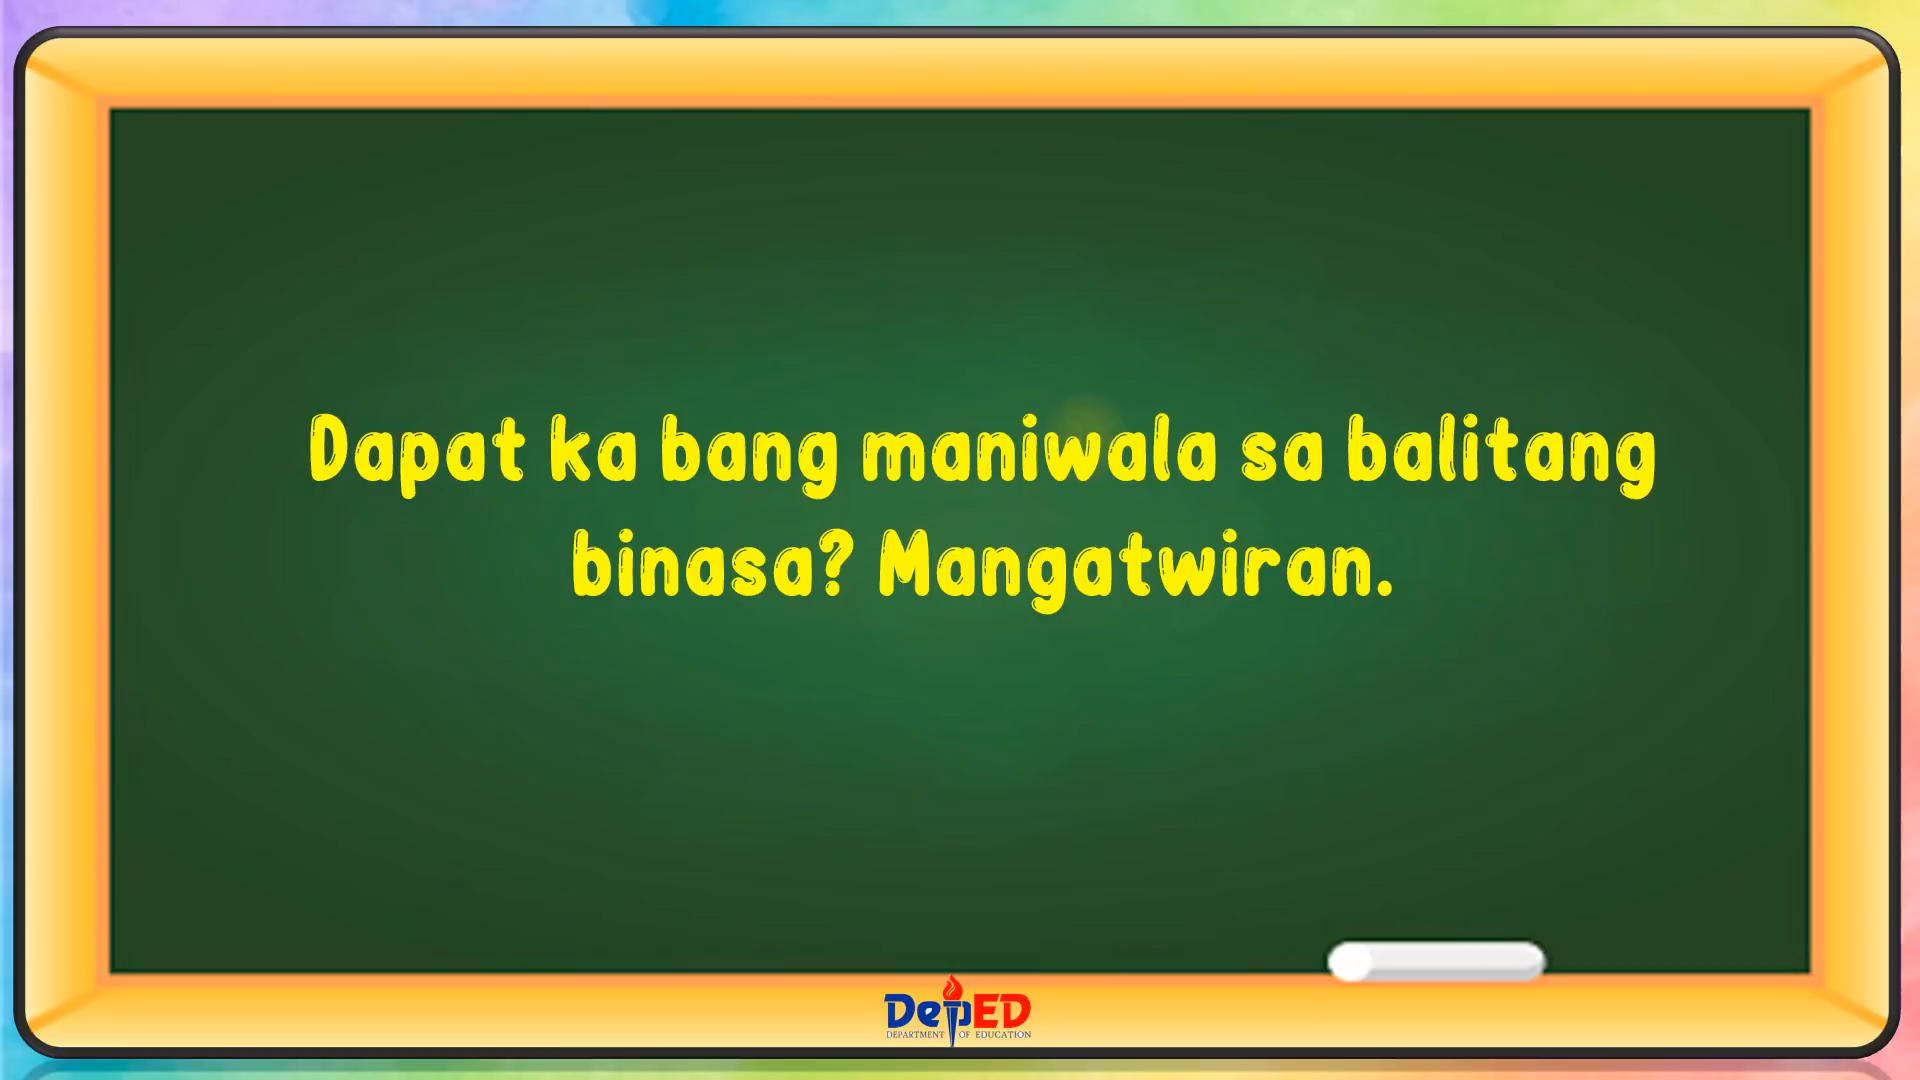 Dapat ka bang maniwala sa balitang
binasa? Mangatwiran.
DepED
DEPARTMENT OF EDUCATION